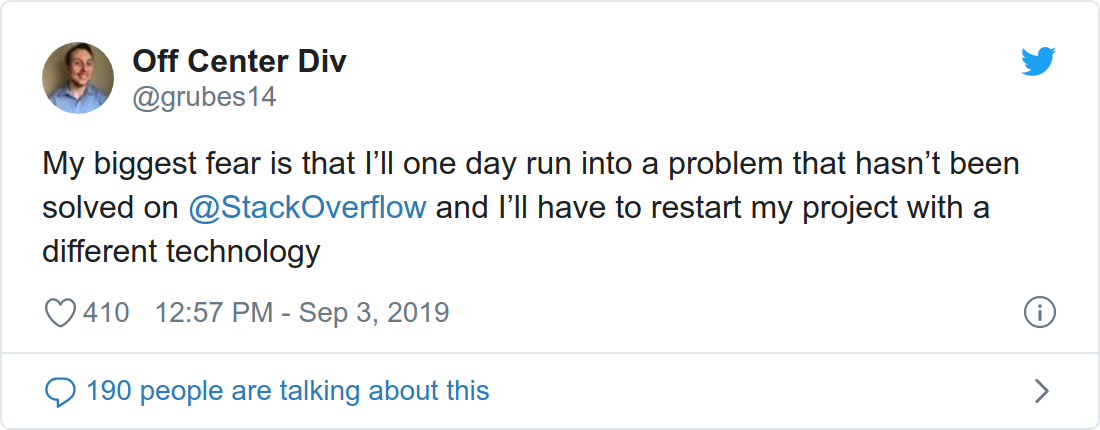 Off Center Div
@grubes14
My biggest fear is that I’ll one day run into a problem that hasn’t been
solved on @StackOverflow and I’ll have to restart my project with a
different technology
410 12:57 PM - Sep 3, 2019
190 people are talking about this